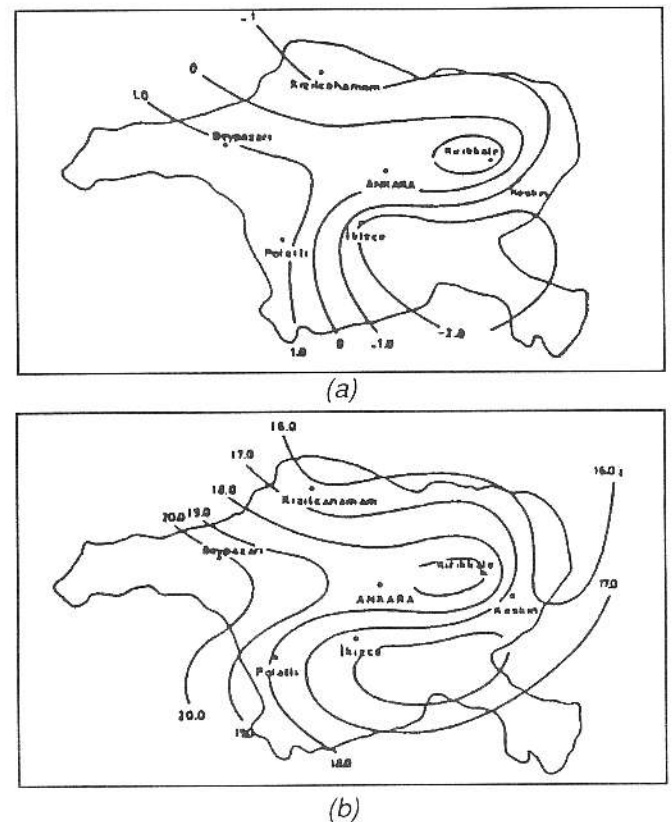 -1
0
1.0
Kızılcahamam
Beypazarı
Kırıkkale
ANKARA
Keskin
İkizce
Polatlı
1.0 0 -1.0 -2.0
(a)
16.0
17.0
18.0
20.0 19.0
16.0
Kızılcahamam
Beypazarı
Kırıkkale
17.0
ANKARA
Keskin
İkizce
Polatlı
20.0
19.0
18.0
(b)